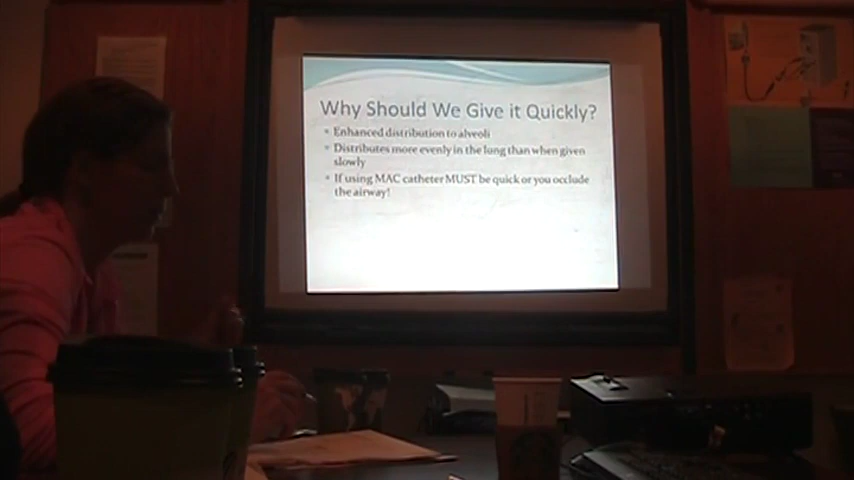 Why Should We Give it Quickly?
Enhanced distribution to alveoli
Distributes more evenly in the lung than when given
slowly
If using MAC catheter MUST be quick or you occlude
the airway!